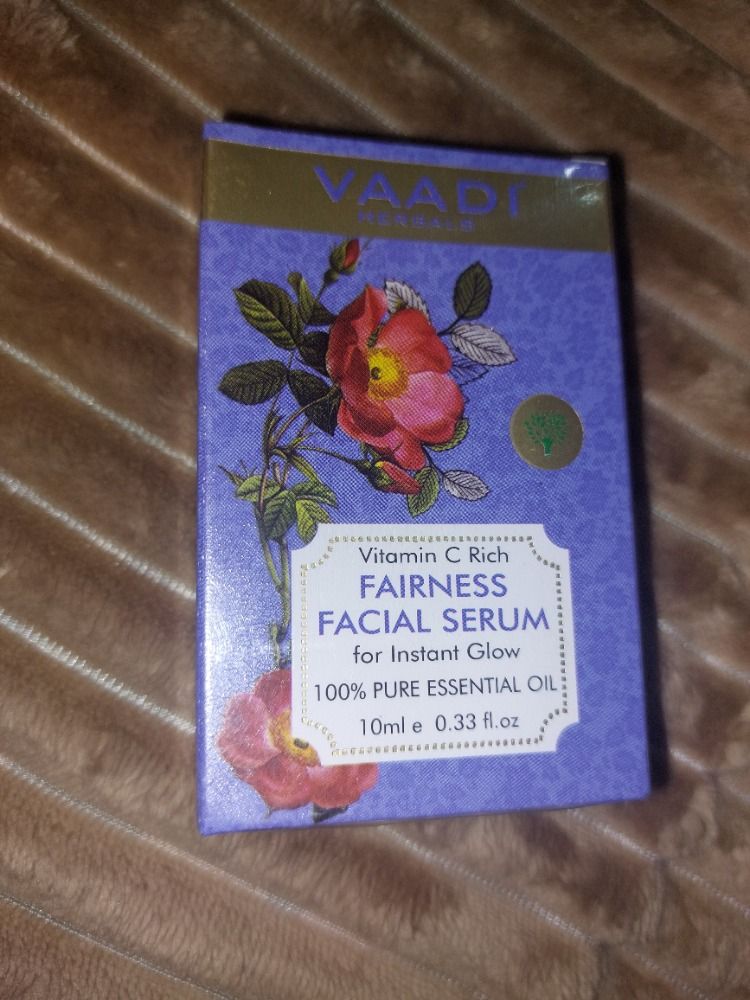 VAADI
HERBALS
Vitamin C Rich
FAIRNESS
FACIAL SERUM
for Instant Glow
100% PURE ESSENTIAL OIL
10ml e 0.33 fl.oz